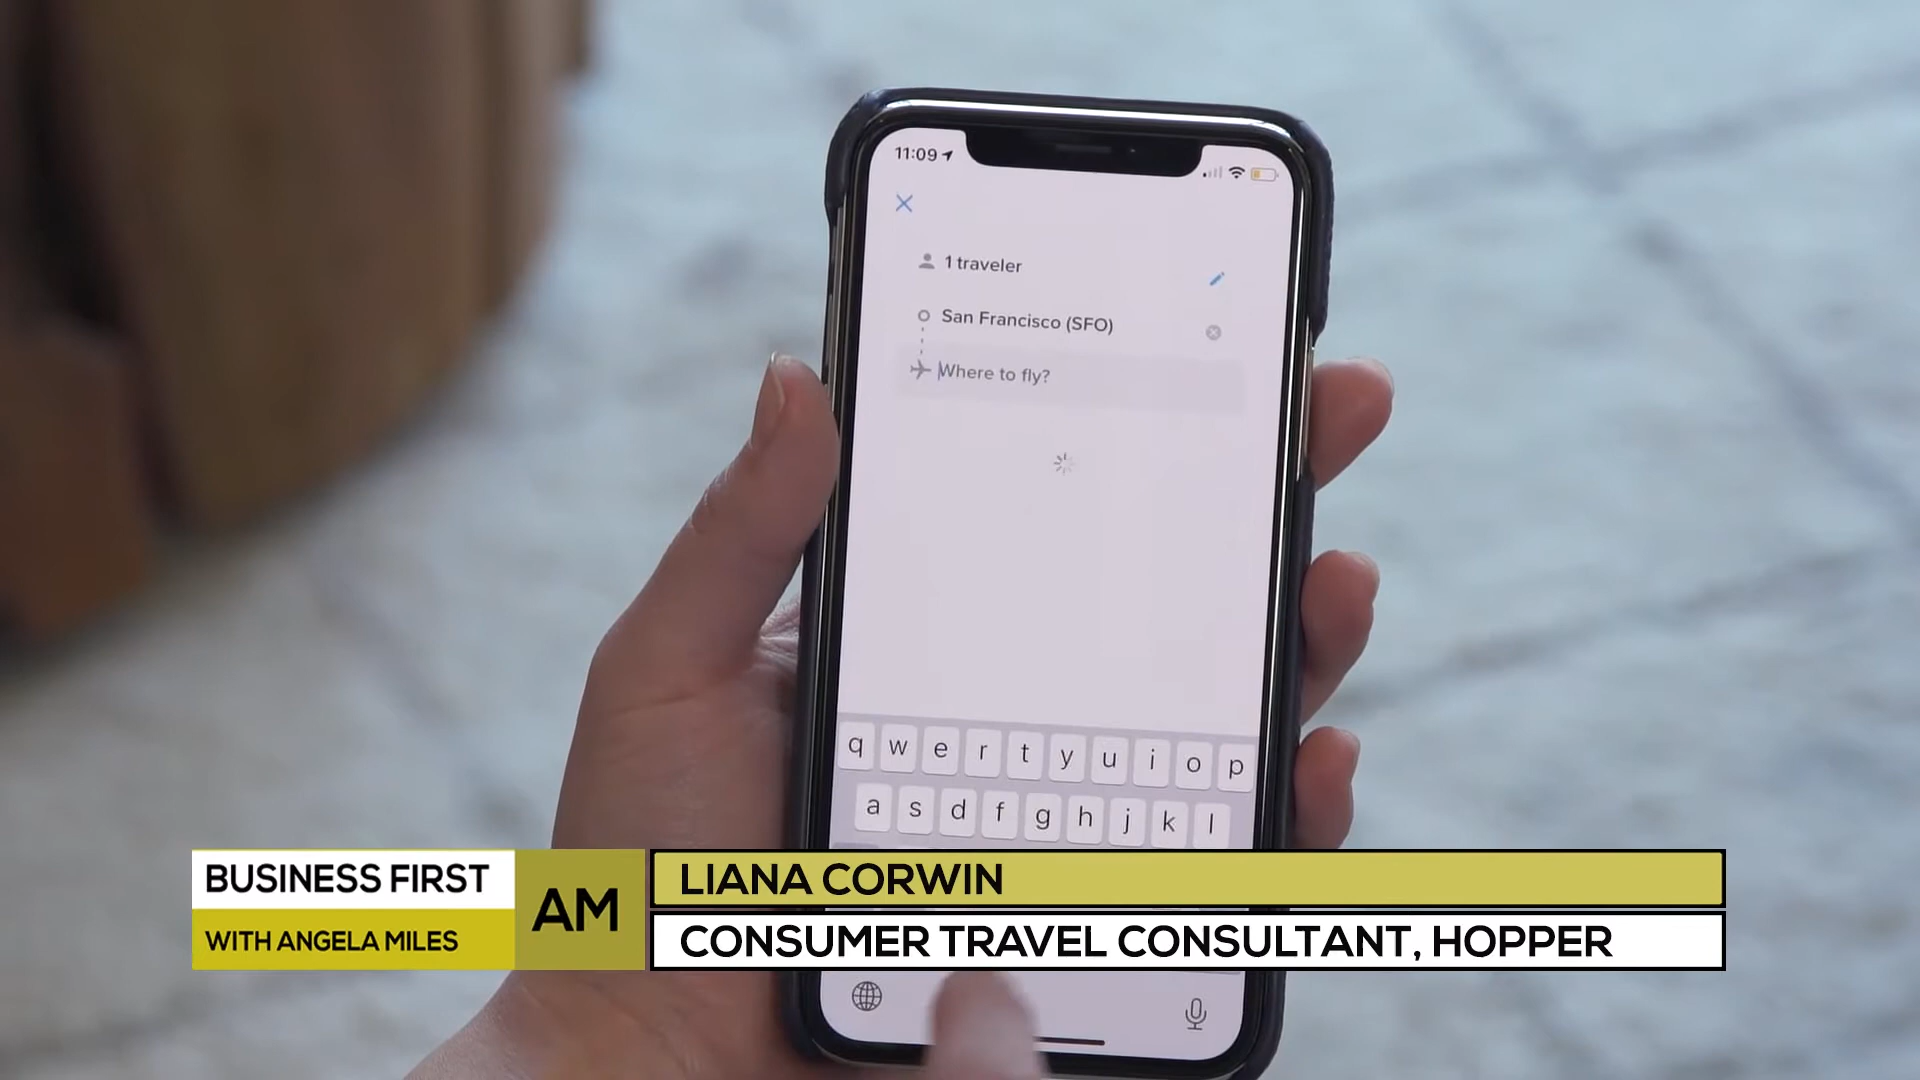 11:09
1 traveler
San Francisco (SFO)
Where to fly?
q w e r t y u i o p
a s d f g h j k l
BUSINESS FIRST
WITH ANGELA MILES
AM
LIANA CORWIN
CONSUMER TRAVEL CONSULTANT, HOPPER